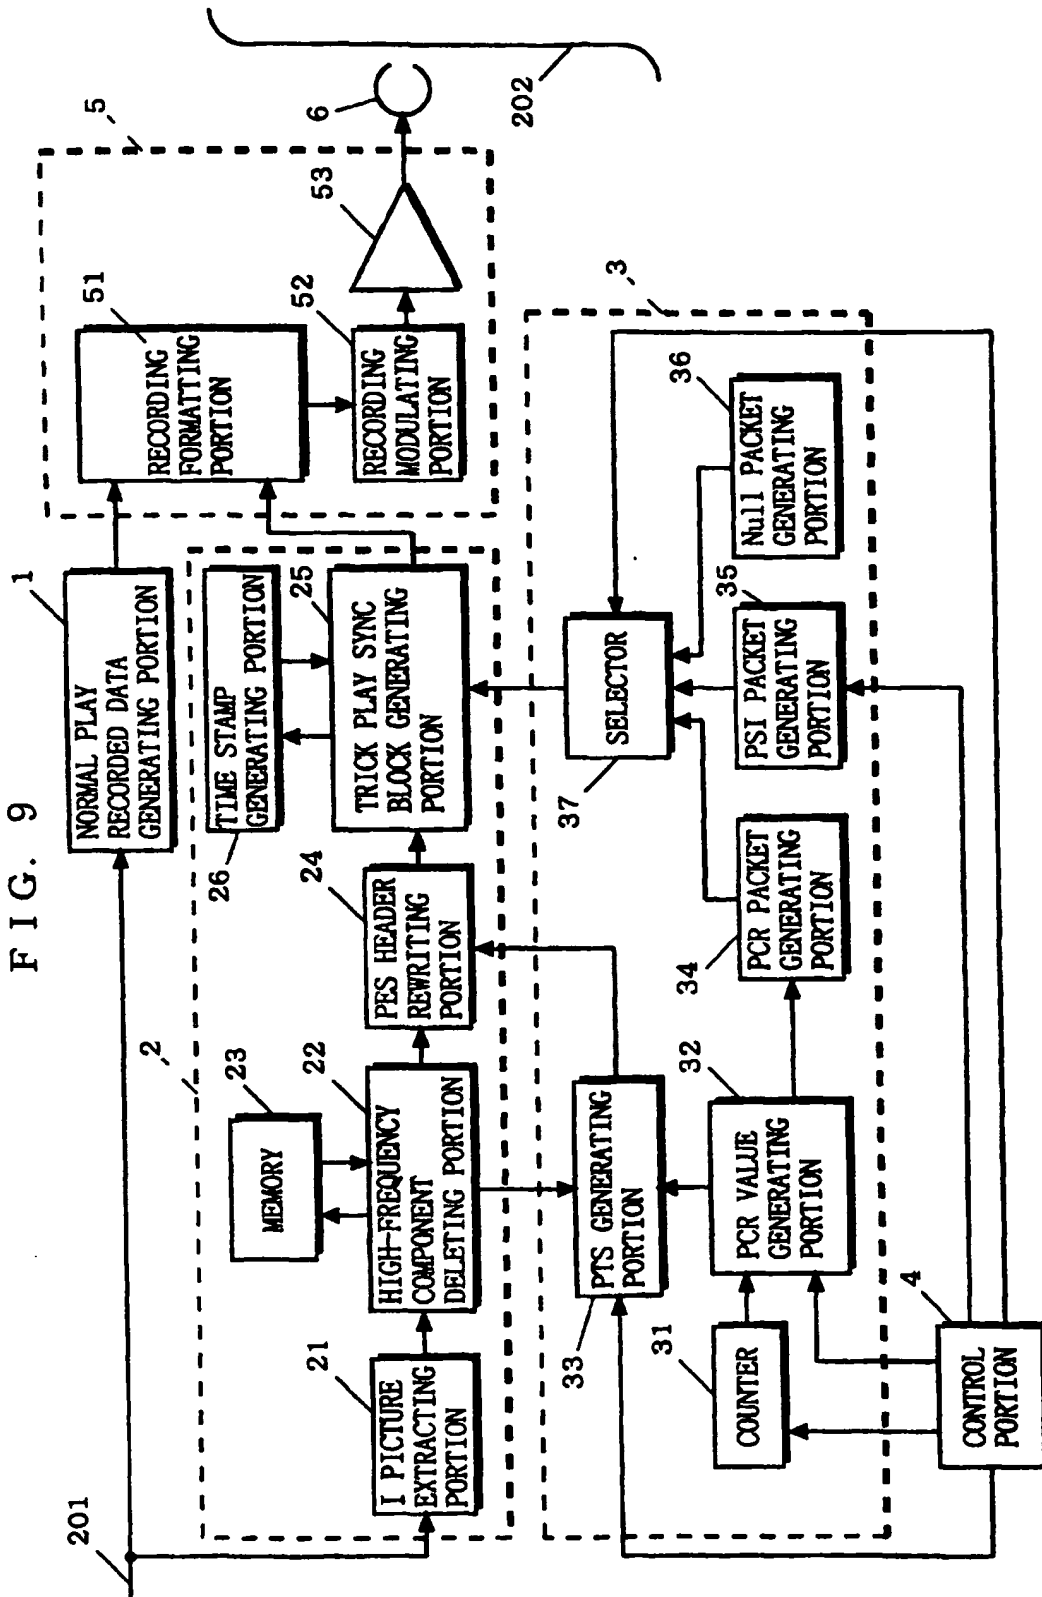 FIG. 9
201
1
NORMAL PLAY
RECORDED DATA
GENERATING PORTION
2
21
I PICTURE
EXTRACTING
PORTION
22
HIGH-FREQUENCY
COMPONENT
DELETING PORTION
23
MEMORY
24
PES HEADER
REWRITING
PORTION
25
TRICK PLAY SYNC
BLOCK GENERATING
PORTION
TIME STAMP
GENERATING PORTION
26
5
51
RECORDING
FORMATTING
PORTION
52
RECORDING
MODULATING
PORTION
53
6
202
3
31
COUNTER
32
PCR VALUE
GENERATING
PORTION
PTS GENERATING
PORTION
33
PCR PACKET
GENERATING
PORTION
34
35
PSI PACKET
GENERATING
PORTION
36
Null PACKET
GENERATING
PORTION
SELECTOR
37
4
CONTROL
PORTION